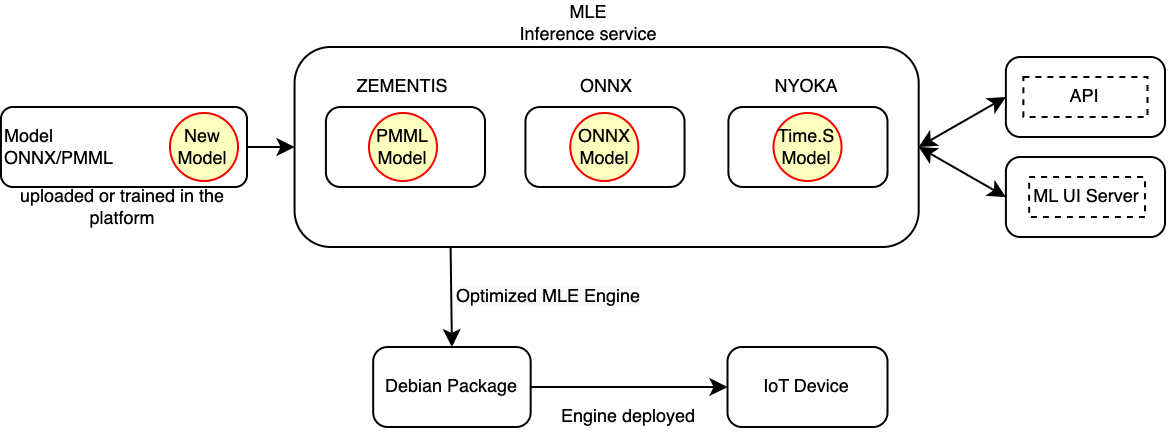 MLE
Inference service
ZEMENTIS
ONNX
NYOKA
Model
ONNX/PMML
New
Model
uploaded or trained in the
platform
PMML
Model
ONNX
Model
Time.S
Model
API
ML UI Server
Optimized MLE Engine
Debian Package
Engine deployed
IoT Device